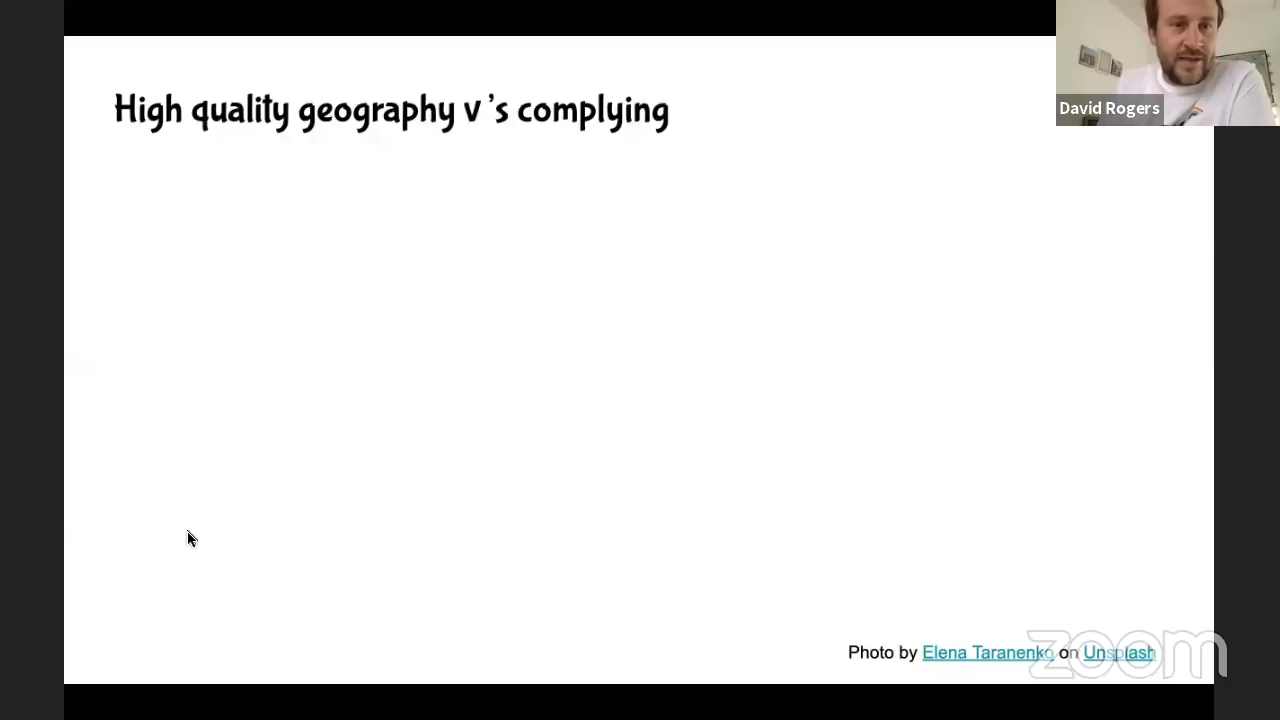 High quality geography v's complying
David Rogers
Photo by Elena Taranenko on Unsplash
zoom